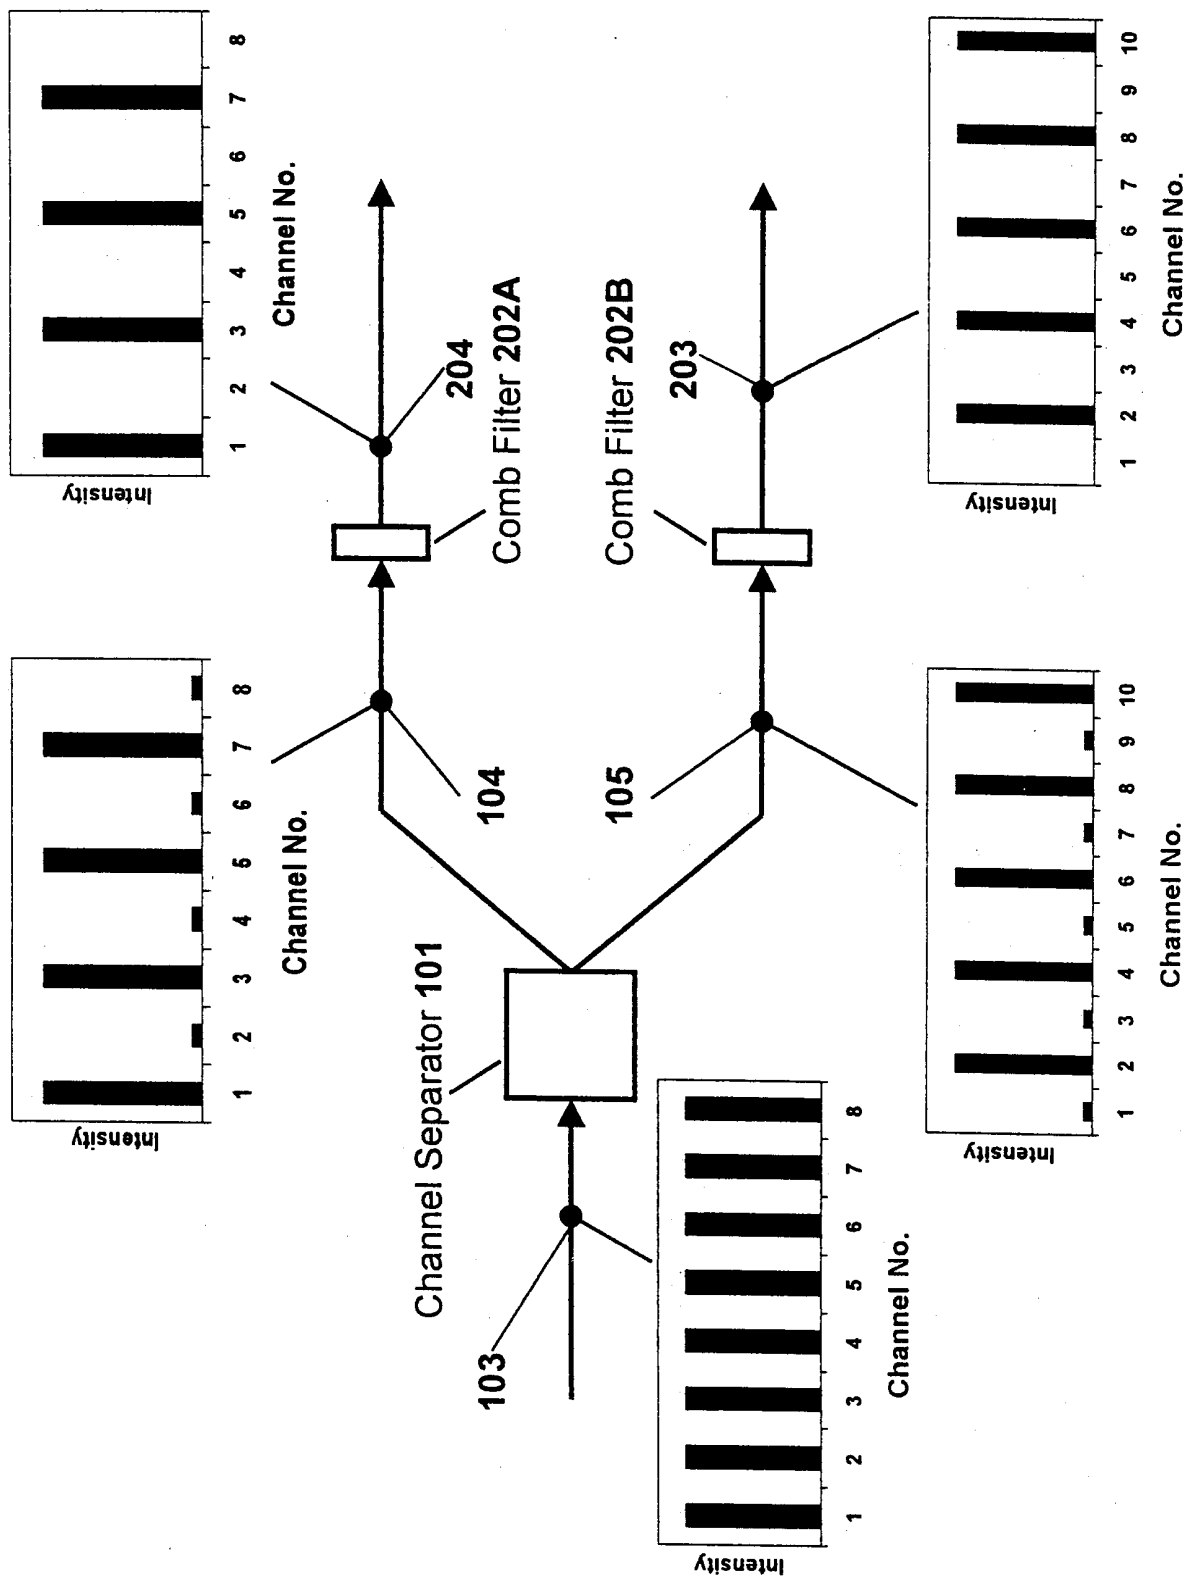 Intensity
1 2 3 4 5 6 7 8
Channel No.
Intensity
1 2 3 4 5 6 7 8
Channel No.
Channel Separator 101
103
104
204
Comb Filter 202A
Comb Filter 202B
105
203
Intensity
1 2 3 4 5 6 7 8
Channel No.
Intensity
1 2 3 4 5 6 7 8 9 10
Channel No.
Intensity
1 2 3 4 5 6 7 8 9 10
Channel No.